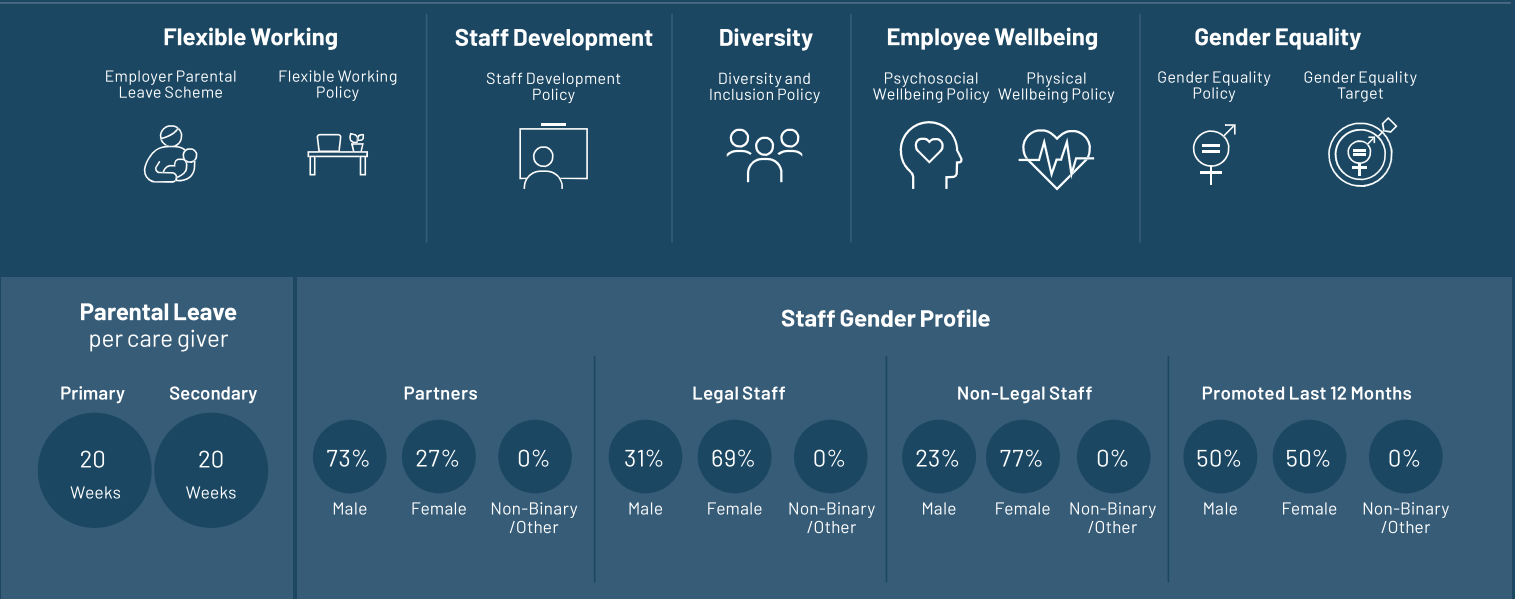 Flexible Working
Employer Parental
Leave Scheme
Flexible Working
Policy
Staff Development
Staff Development
Policy
Diversity
Diversity and
Inclusion Policy
Employee Wellbeing
Psychosocial
Wellbeing Policy
Physical
Wellbeing Policy
Gender Equality
Gender Equality
Policy
Gender Equality
Target
Parental Leave
per care giver
Primary
20
Weeks
Secondary
20
Weeks
Staff Gender Profile
Partners
73%
Male
27%
Female
0%
Non-Binary
/Other
Legal Staff
31%
Male
69%
Female
0%
Non-Binary
/Other
Non-Legal Staff
23%
Male
77%
Female
0%
Non-Binary
/Other
Promoted Last 12 Months
50%
Male
50%
Female
0%
Non-Binary
/Other